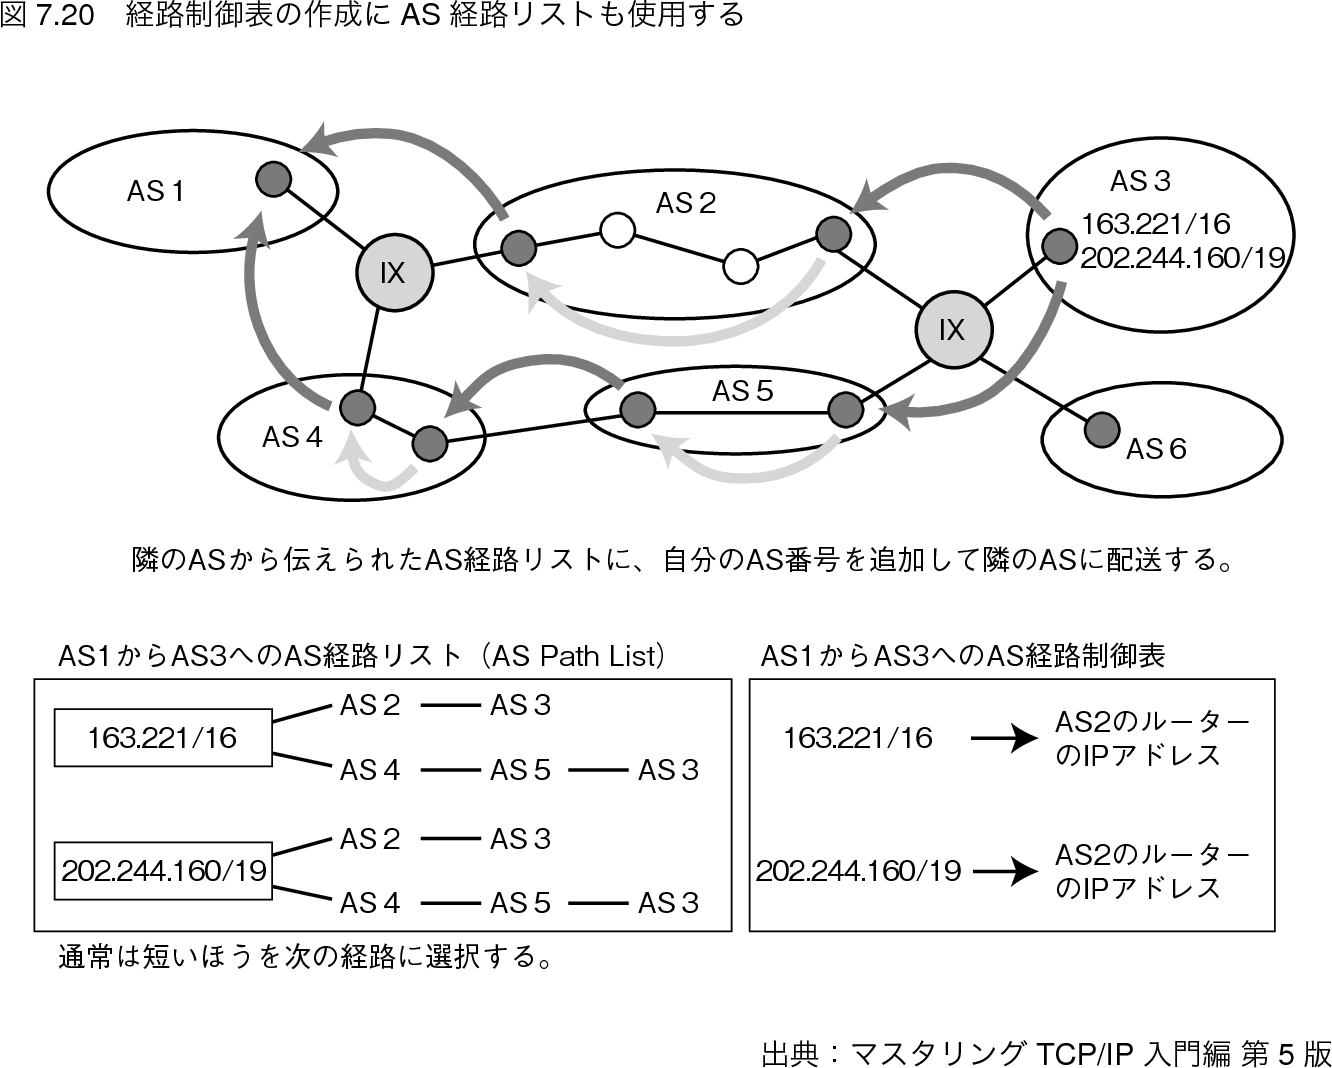 図 7.20　経路制御表の作成に AS 経路リストも使用する
AS 1
IX
AS 2
AS 3
163.221/16
202.244.160/19
IX
AS 4
AS 5
AS 6
隣のASから伝えられたAS経路リストに、自分のAS番号を追加して隣のASに配送する。
AS1からAS3へのAS経路リスト（AS Path List）
163.221/16
AS 2
AS 3
AS 4
AS 5
AS 3
202.244.160/19
AS 2
AS 3
AS 4
AS 5
AS 3
通常は短いほうを次の経路に選択する。
AS1からAS3へのAS経路制御表
163.221/16
AS2のルーター
のIPアドレス
202.244.160/19
AS2のルーター
のIPアドレス
出典：マスタリング TCP/IP 入門編 第 5 版